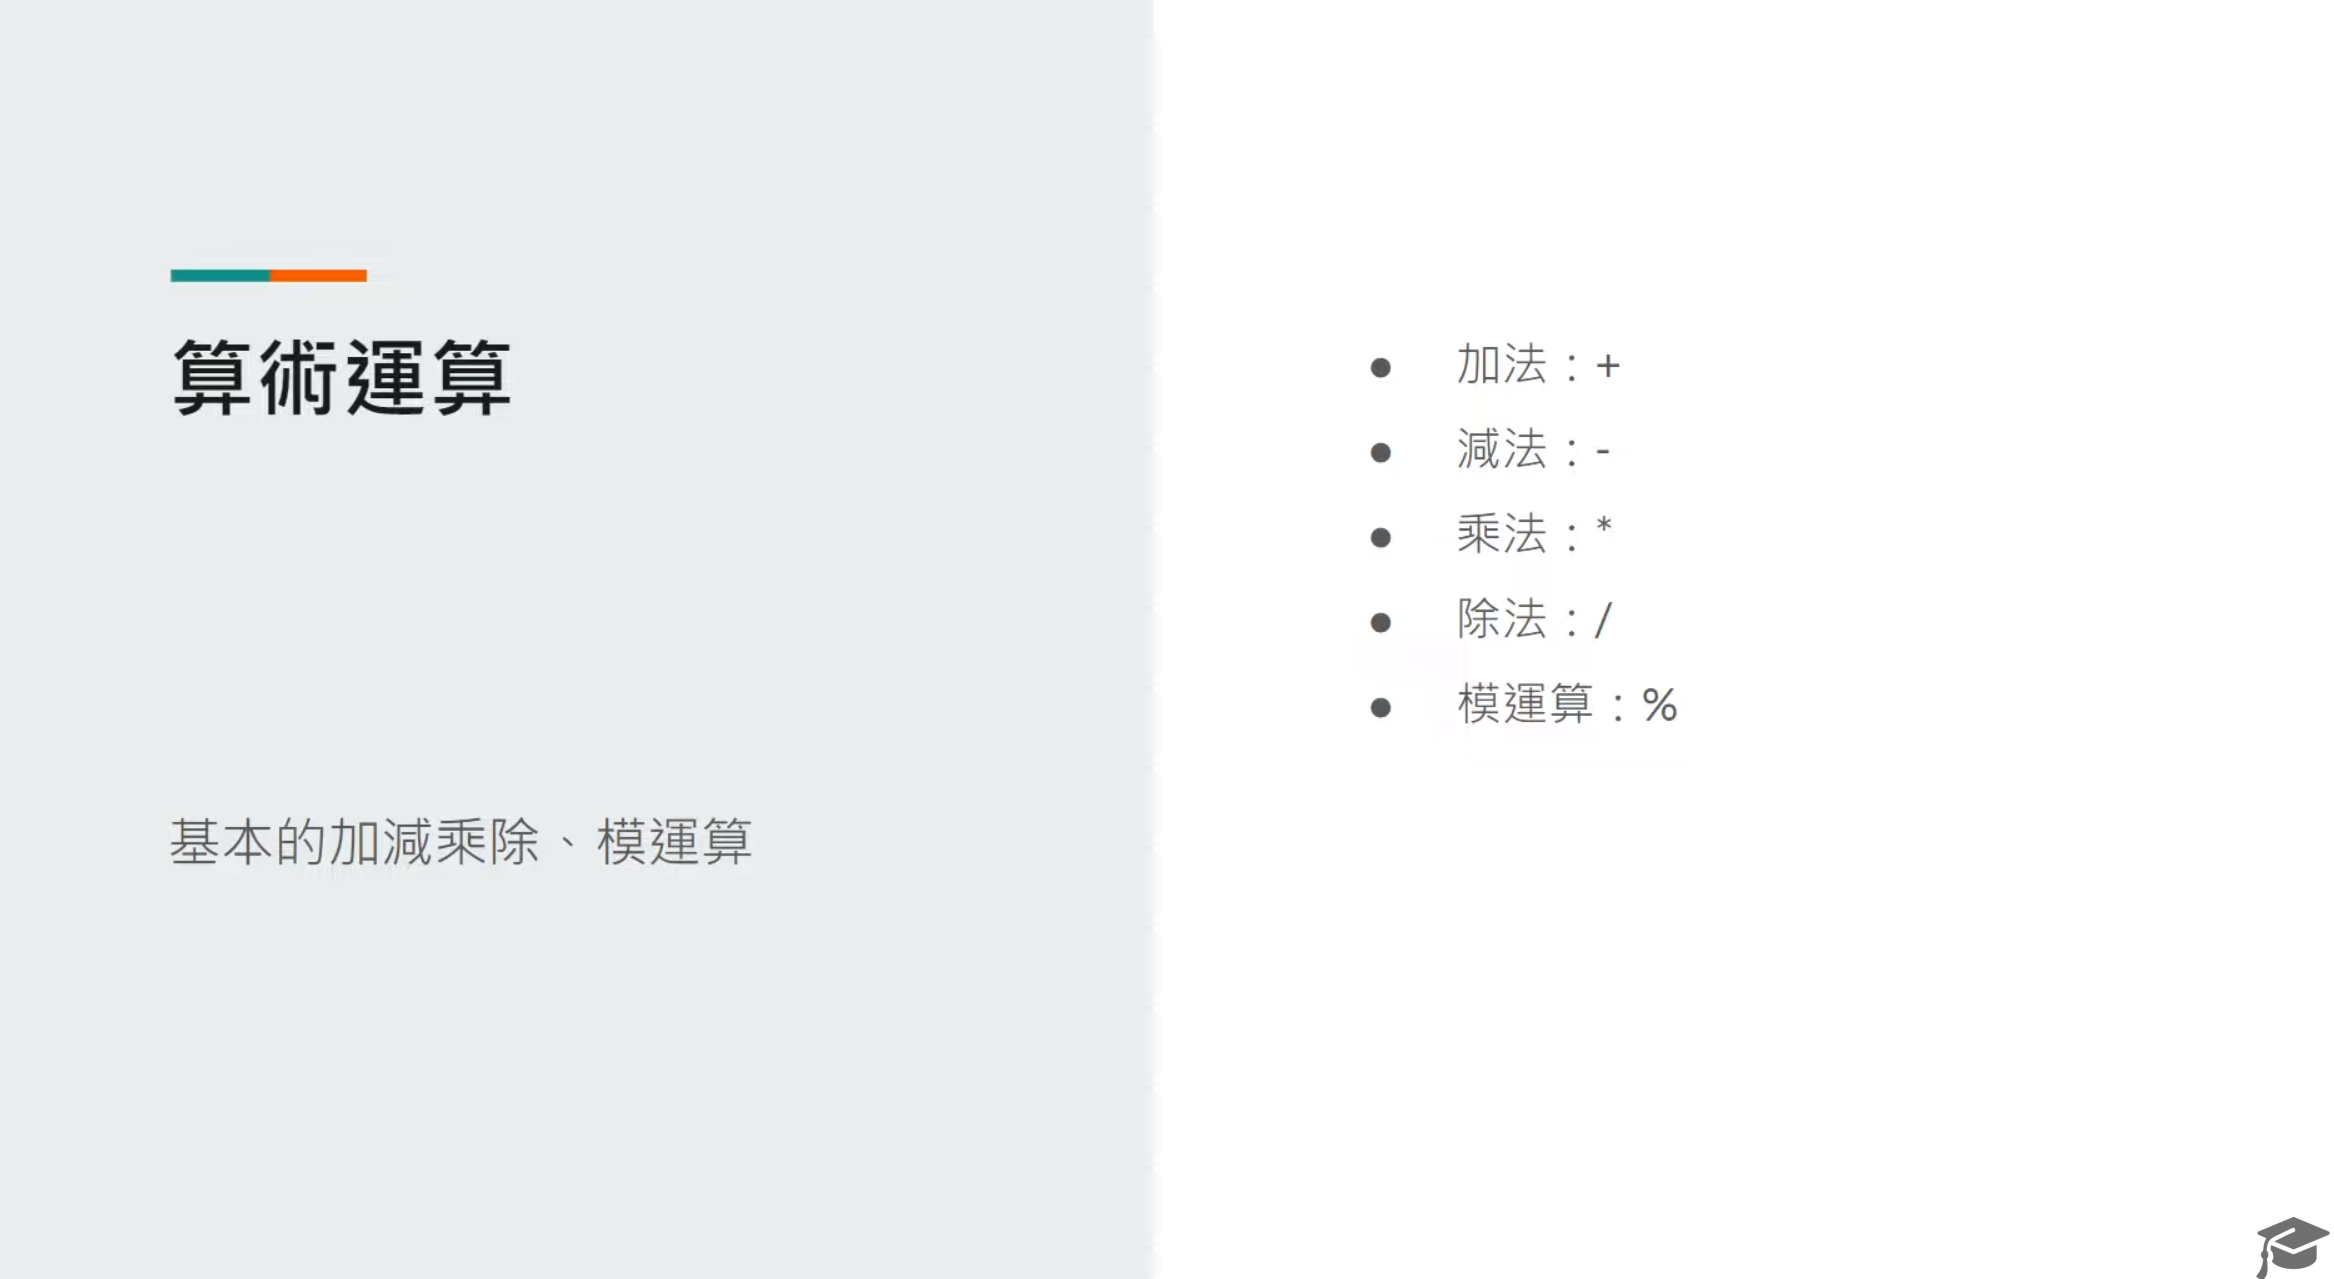 算術運算
基本的加減乘除、模運算
加法：+
減法：-
乘法：*
除法：/
模運算：%